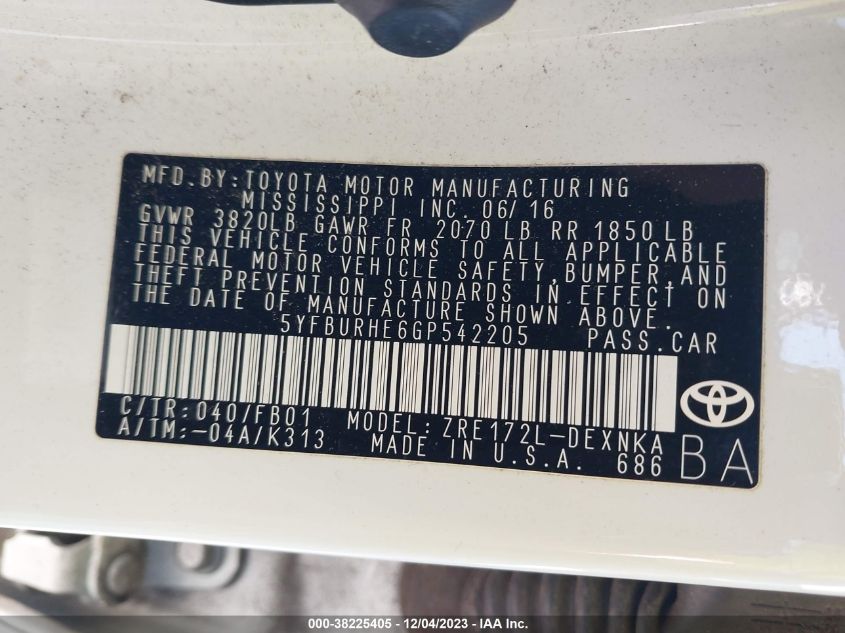 MFD.BY:TOYOTA MOTOR MANUFACTURING
MISSISSIPPI INC. 06/16
GVWR 3820LB GAWR FR 2070 LB RR 1850 LB
THIS VEHICLE CONFORMS TO ALL APPLICABLE
FEDERAL MOTOR VEHICLE SAFETY, BUMPER, AND
THEFT PREVENTION STANDARDS IN EFFECT ON
THE DATE OF MANUFACTURE SHOWN ABOVE.
5YFBURHE6GP542205 PASS.CAR
C/TR:040/FB01 MODEL:ZRE172L-DEXNKA
A/TM:-04A/K313 MADE IN U.S.A. 686 BA
000-38225405 - 12/04/2023 - IAA Inc.